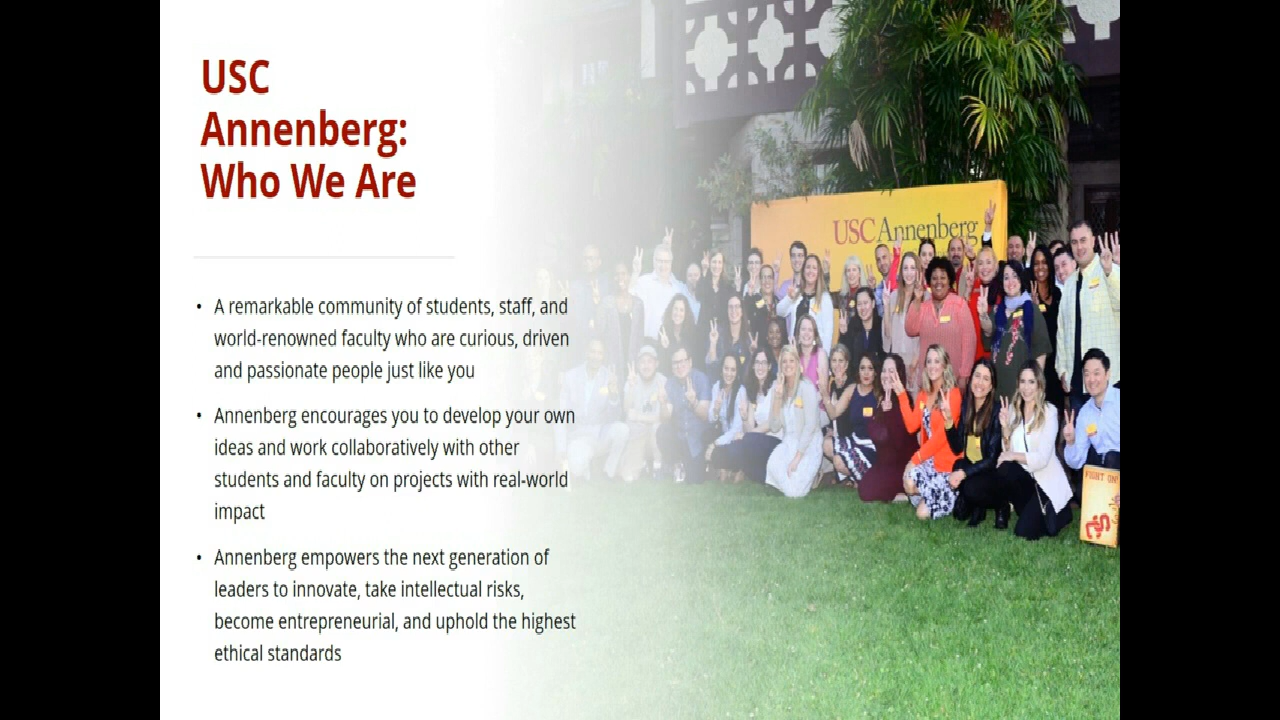 USC
Annenberg:
Who We Are
• A remarkable community of students, staff, and
world-renowned faculty who are curious, driven
and passionate people just like you
• Annenberg encourages you to develop your own
ideas and work collaboratively with other
students and faculty on projects with real-world
impact
• Annenberg empowers the next generation of
leaders to innovate, take intellectual risks,
become entrepreneurial, and uphold the highest
ethical standards
USC Annenberg
FIGHT ON!